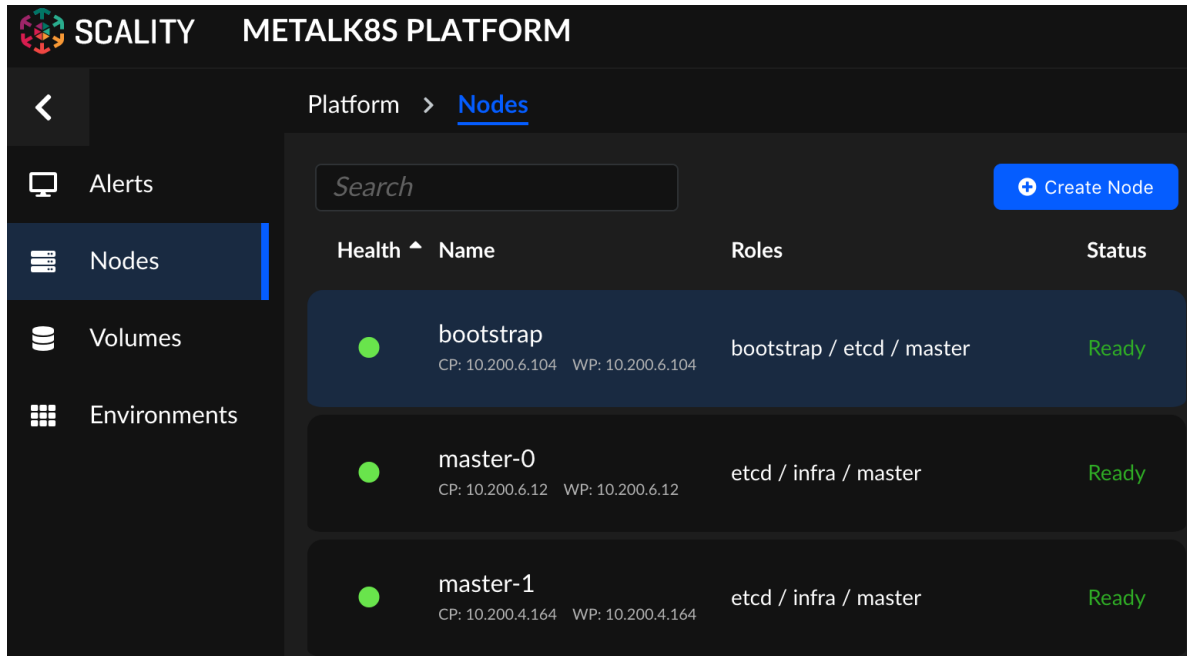 SCALITY METALK8S PLATFORM
Platform > Nodes
Alerts
Nodes
Volumes
Environments
Search
Create Node
Health Name Roles Status
bootstrap
CP: 10.200.6.104 WP: 10.200.6.104
bootstrap / etcd / master
Ready
master-0
CP: 10.200.6.12 WP: 10.200.6.12
etcd / infra / master
Ready
master-1
CP: 10.200.4.164 WP: 10.200.4.164
etcd / infra / master
Ready